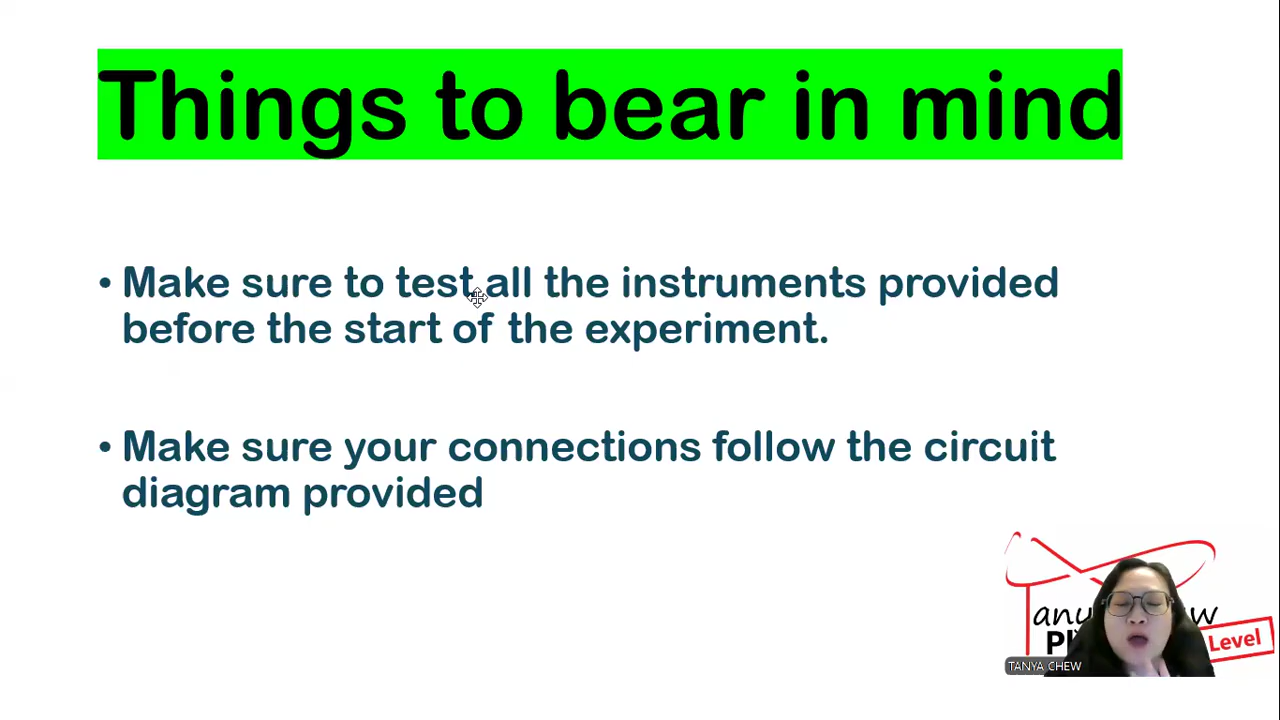 Things to bear in mind
• Make sure to test all the instruments provided
before the start of the experiment.
• Make sure your connections follow the circuit
diagram provided
Level
TANYA CHEW